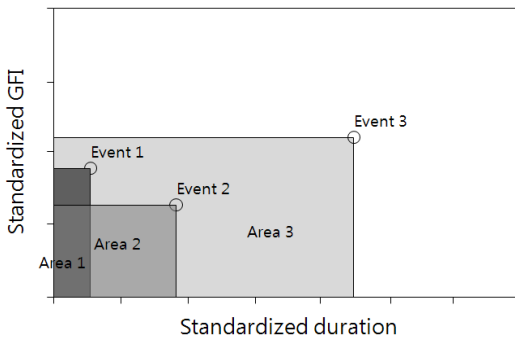 Standardized GFI
Event 3
Event 1
Event 2
Area 3
Area 2
Area 1
Standardized duration